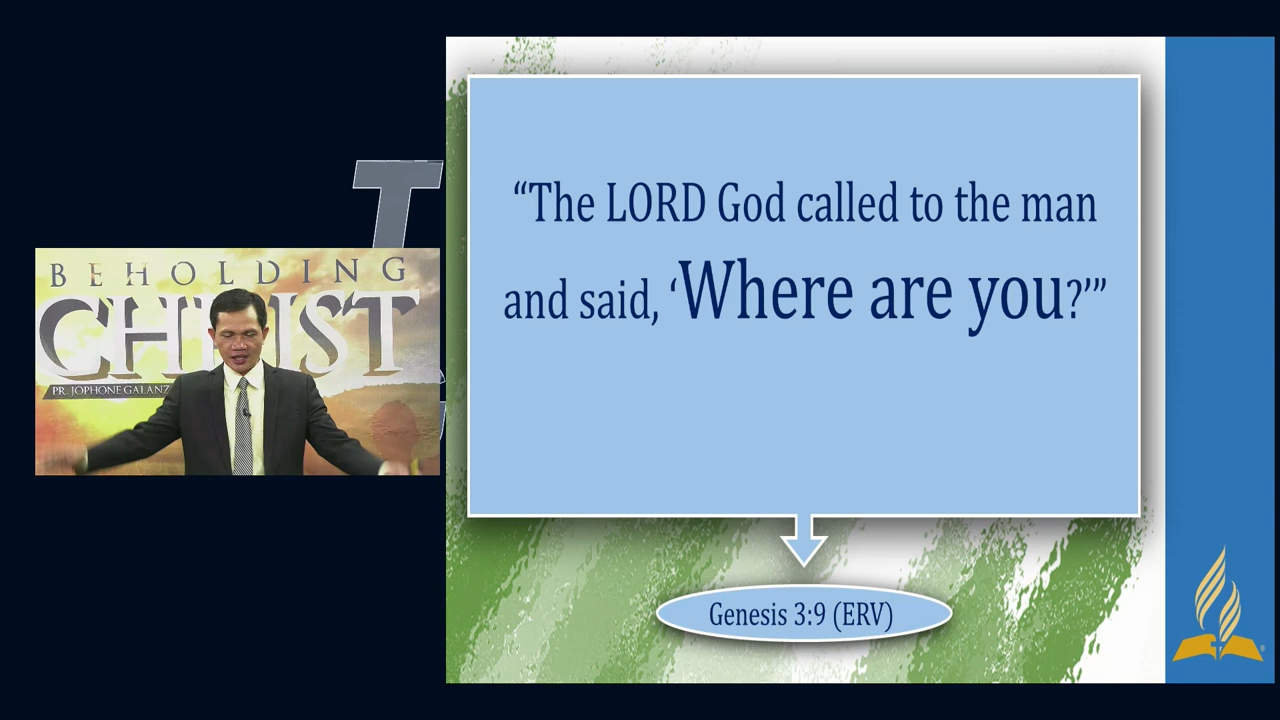 BEHOLDING
CHRIST
PR. JOPHONE GALANZ
T
“The LORD God called to the man
and said, ‘Where are you?’”
Genesis 3:9 (ERV)